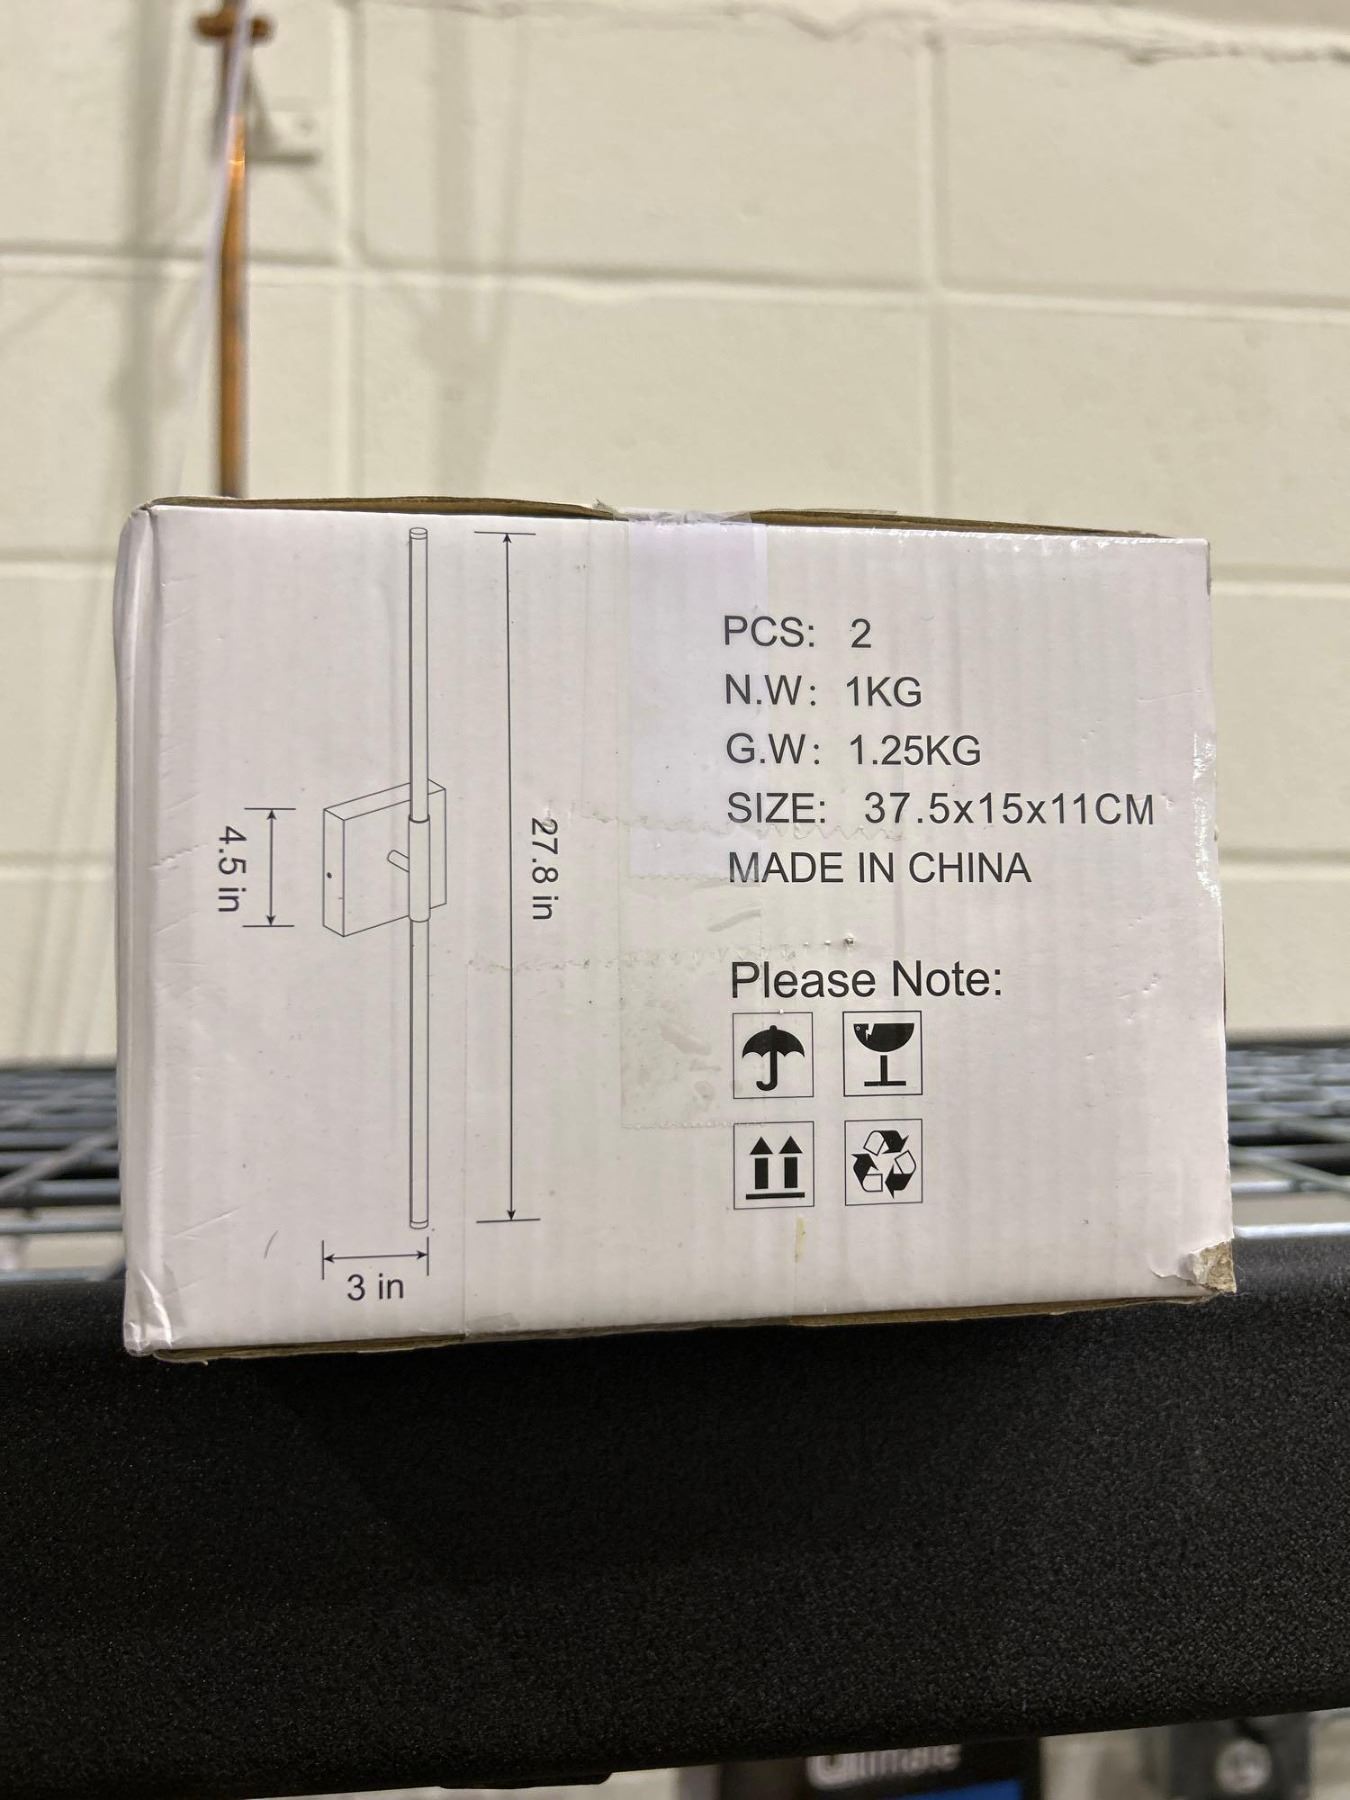 PCS: 2
N.W: 1KG
G.W: 1.25KG
SIZE: 37.5x15x11CM
MADE IN CHINA
Please Note:
4.5 in
27.8 in
3 in
Ultimate